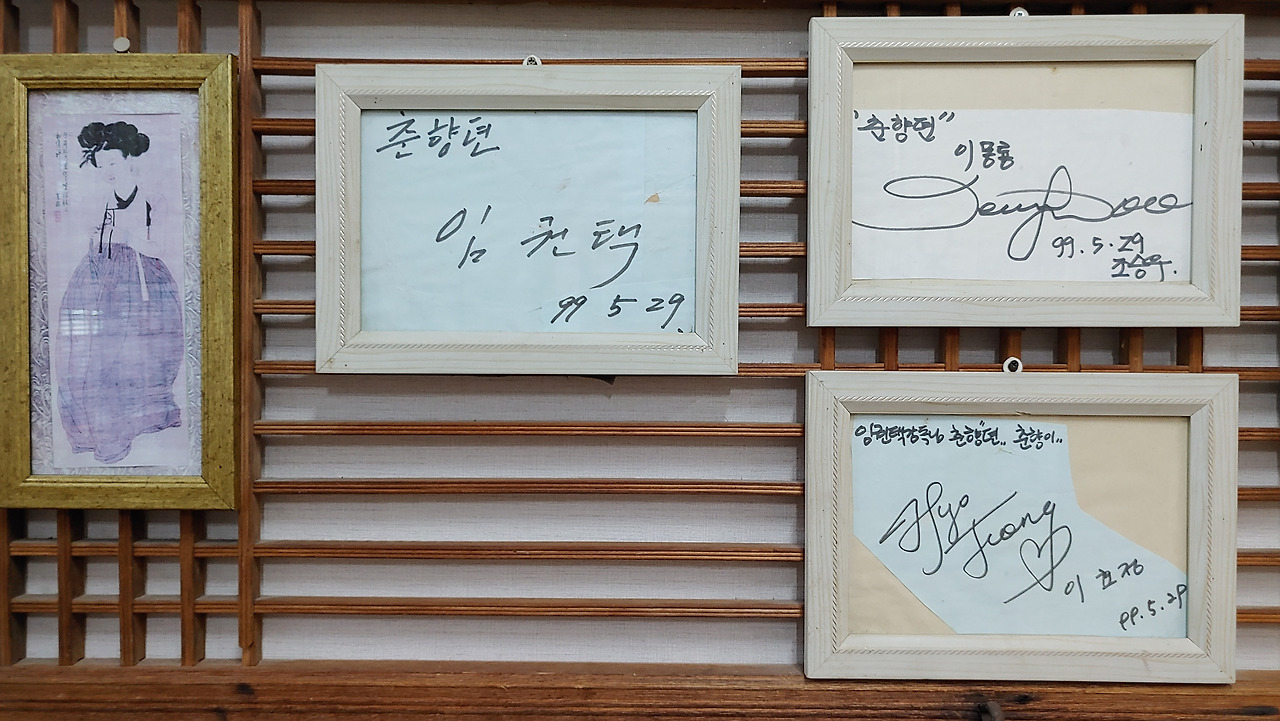 춘향뎐
임권택
99 5 29.
"춘향뎐"
이몽룡
99.5.29
조승우.
임권택감독님 춘향뎐.. 춘향이..
Hyo
Jeong
이효정
99.5.29